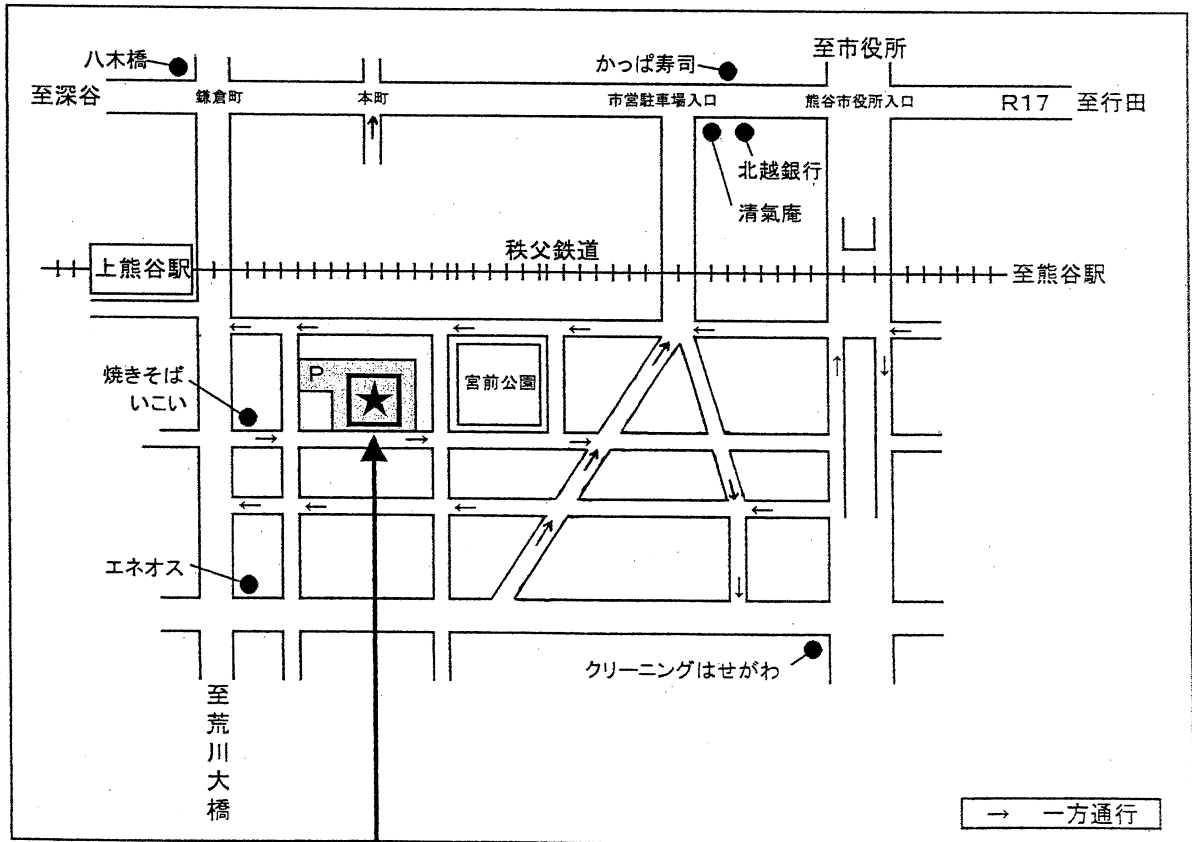 至市役所
八木橋
かっぱ寿司
至深谷
鎌倉町
本町
市営駐車場入口
熊谷市役所入口
R17
至行田
北越銀行
清氣庵
秩父鉄道
上熊谷駅
至熊谷駅
焼きそば
いこい
P
宮前公園
エネオス
クリーニングはせがわ
至荒川大橋
→ 一方通行